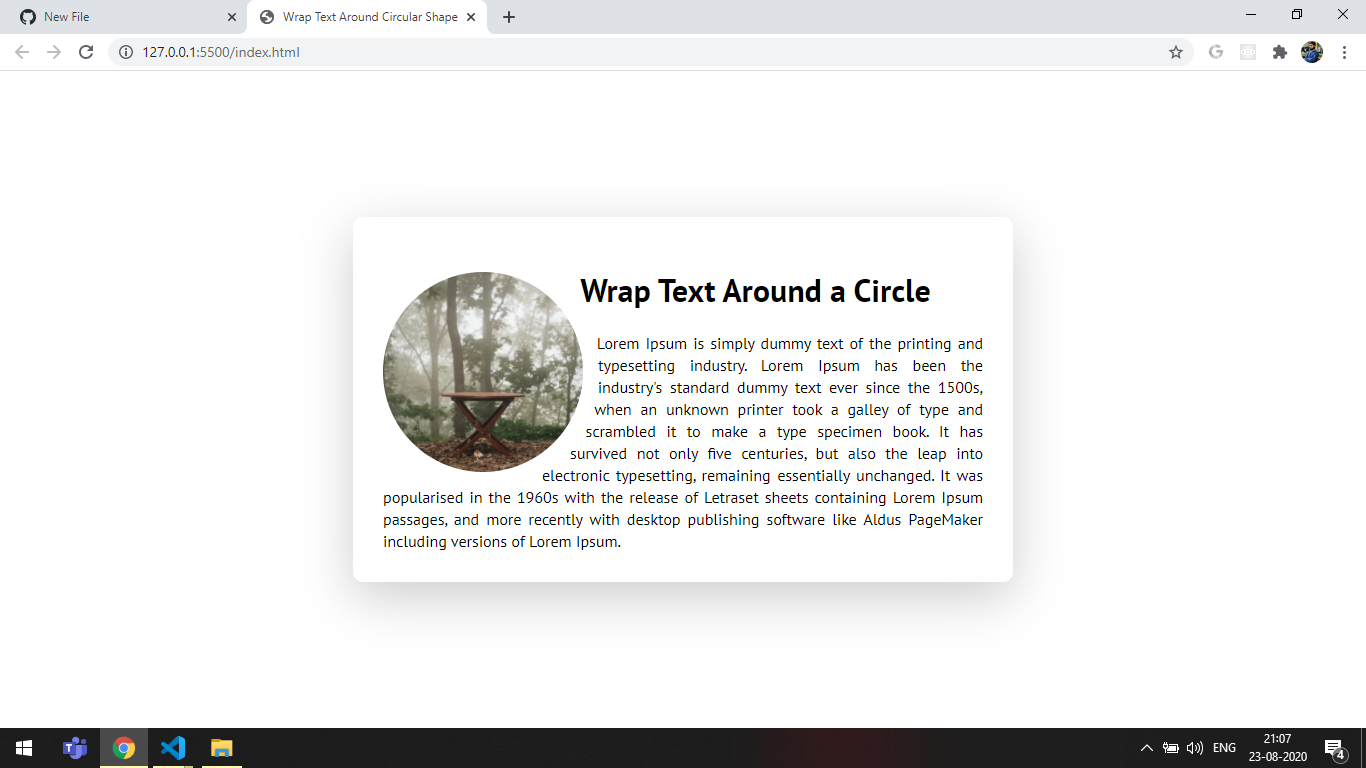 New File
Wrap Text Around Circular Shape
127.0.0.1:5500/index.html
Wrap Text Around a Circle
Lorem Ipsum is simply dummy text of the printing and
typesetting industry. Lorem Ipsum has been the
industry's standard dummy text ever since the 1500s,
when an unknown printer took a galley of type and
scrambled it to make a type specimen book. It has
survived not only five centuries, but also the leap into
electronic typesetting, remaining essentially unchanged. It was
popularised in the 1960s with the release of Letraset sheets containing Lorem Ipsum
passages, and more recently with desktop publishing software like Aldus PageMaker
including versions of Lorem Ipsum.
ENG
21:07
23-08-2020
4